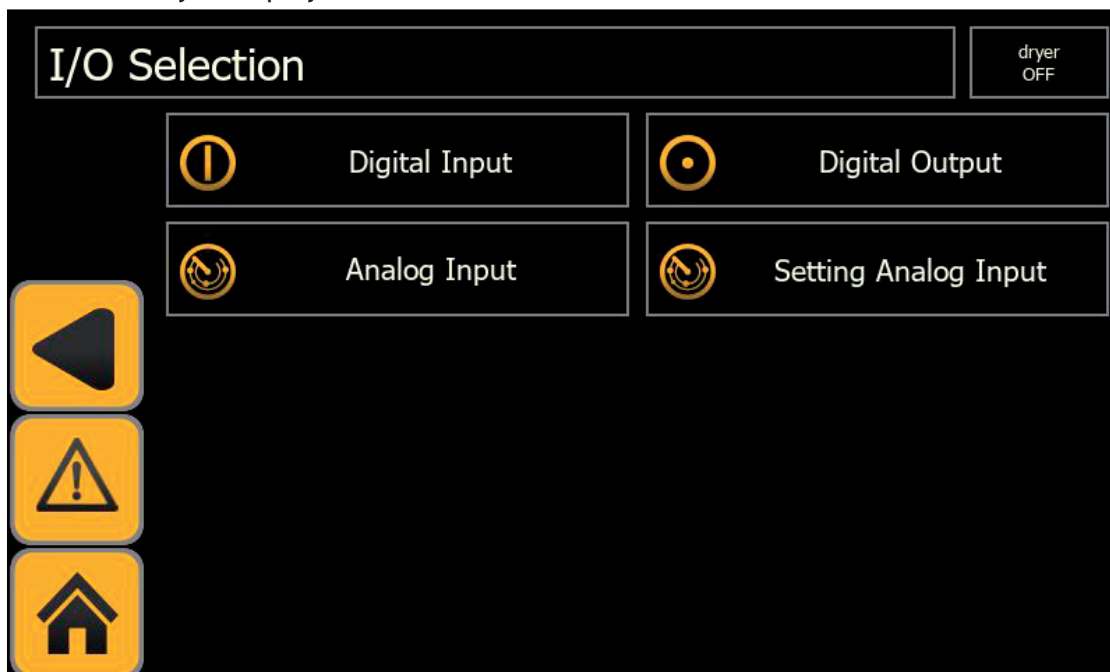 I/O Selection
dryer
OFF
Digital Input
Digital Output
Analog Input
Setting Analog Input